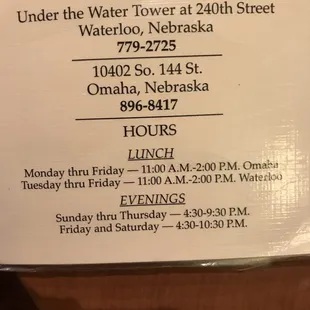 Under the Water Tower at 240th Street
Waterloo, Nebraska
779-2725
10402 So. 144 St.
Omaha, Nebraska
896-8417
HOURS
LUNCH
Monday thru Friday — 11:00 A.M.-2:00 P.M. Omaha
Tuesday thru Friday — 11:00 A.M.-2:00 P.M. Waterloo
EVENINGS
Sunday thru Thursday — 4:30-9:30 P.M.
Friday and Saturday — 4:30-10:30 P.M.